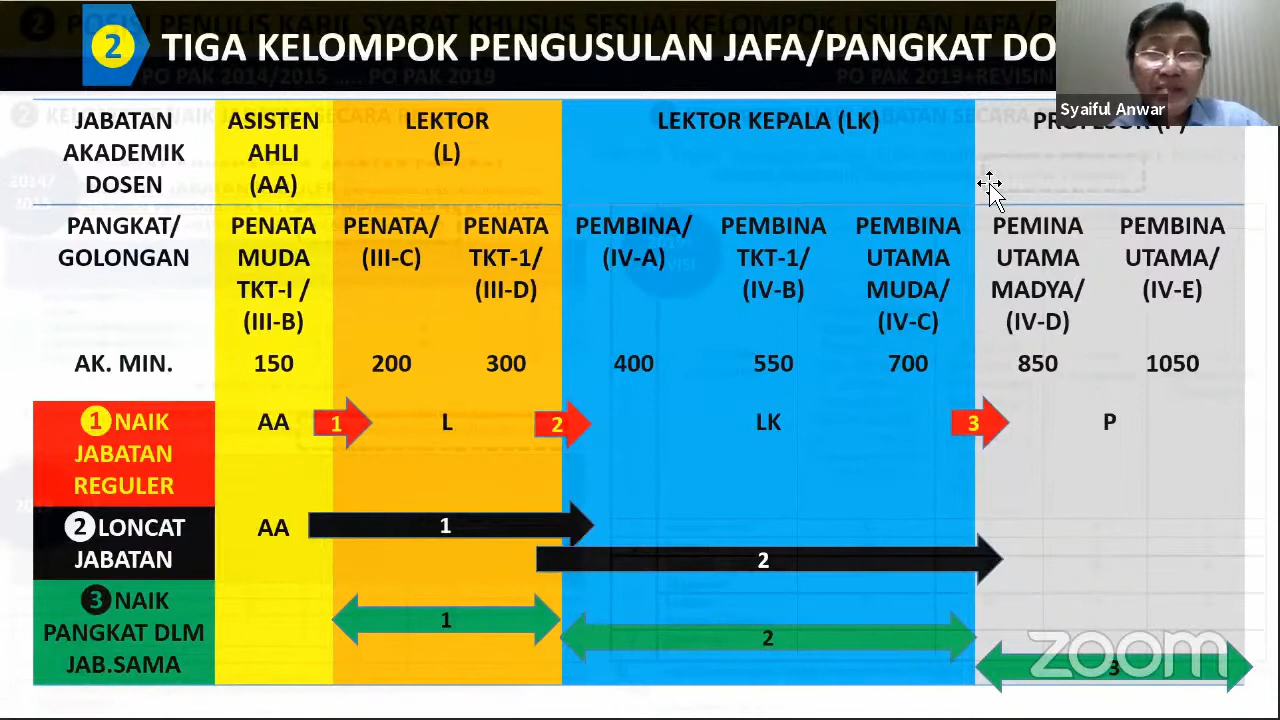 2 TIGA KELOMPOK PENGUSULAN JAFA/PANGKAT DO
Syaiful Anwar
JABATAN AKADEMIK DOSEN
ASISTEN AHLI (AA)
LEKTOR (L)
LEKTOR KEPALA (LK)
PANGKAT/ GOLONGAN
PENATA MUDA TKT-I / (III-B)
PENATA/ (III-C)
PENATA TKT-1/ (III-D)
PEMBINA/ (IV-A)
PEMBINA TKT-1/ (IV-B)
PEMBINA UTAMA MUDA/ (IV-C)
PEMINA UTAMA MADYA/ (IV-D)
PEMBINA UTAMA/ (IV-E)
AK. MIN. 150 200 300 400 550 700 850 1050
1 NAIK JABATAN REGULER
AA 1 L 2 LK 3 P
2 LONCAT JABATAN
AA 1
2
3 NAIK PANGKAT DLM JAB.SAMA
1
2
3
zoom